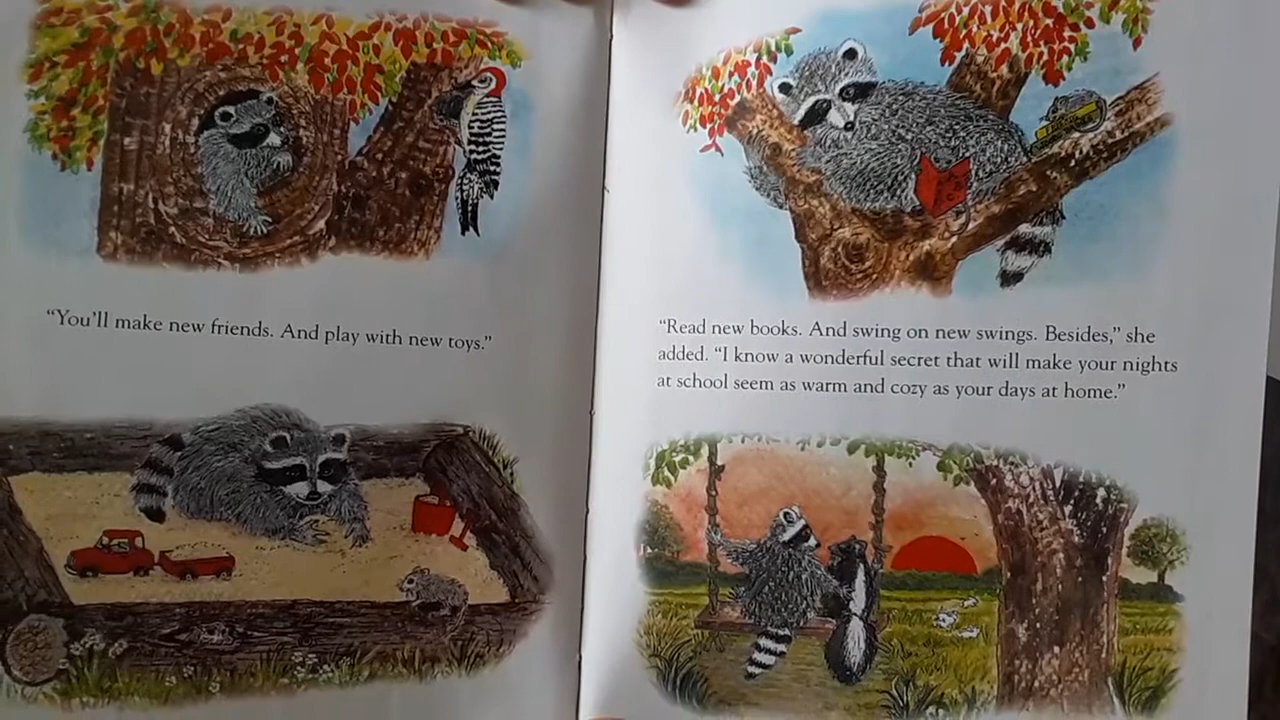 “You’ll make new friends. And play with new toys.”
“Read new books. And swing on new swings. Besides,” she
added. “I know a wonderful secret that will make your nights
at school seem as warm and cozy as your days at home.”